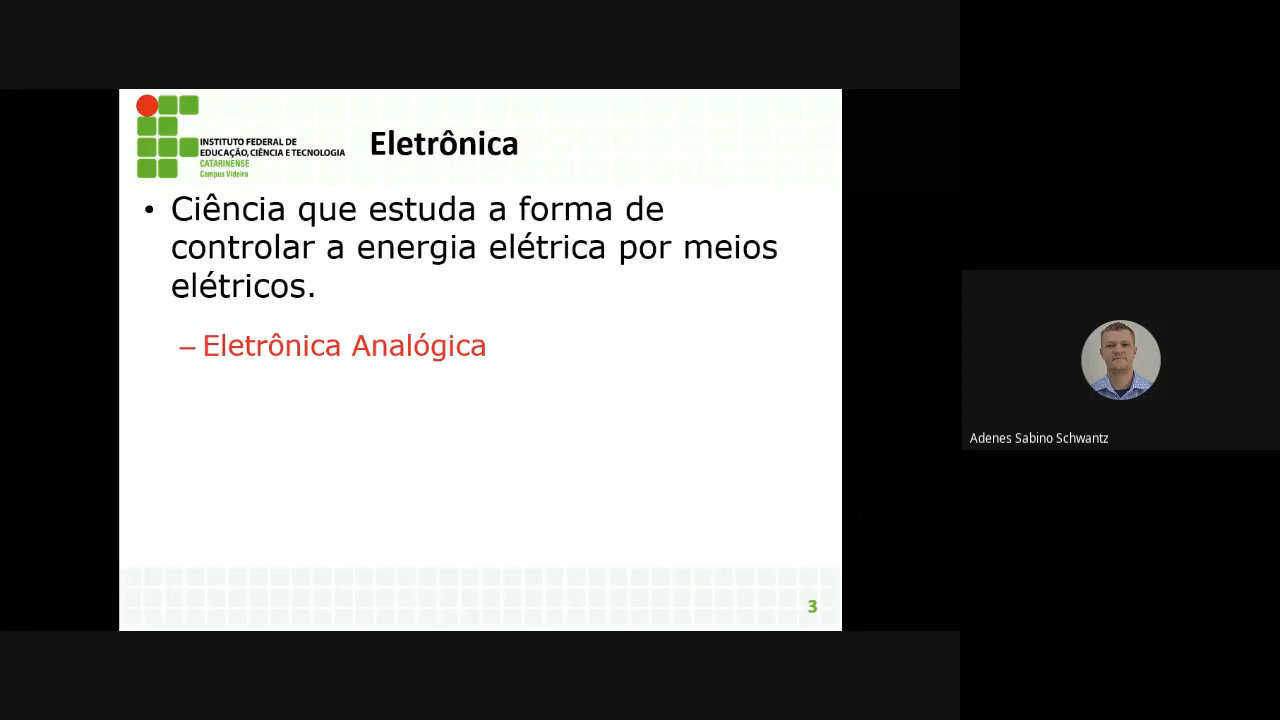 INSTITUTO FEDERAL DE
EDUCAÇÃO, CIÊNCIA E TECNOLOGIA
CATARINENSE
Campus Videira
Eletrônica
• Ciência que estuda a forma de
controlar a energia elétrica por meios
elétricos.
– Eletrônica Analógica
3
Adenes Sabino Schwantz